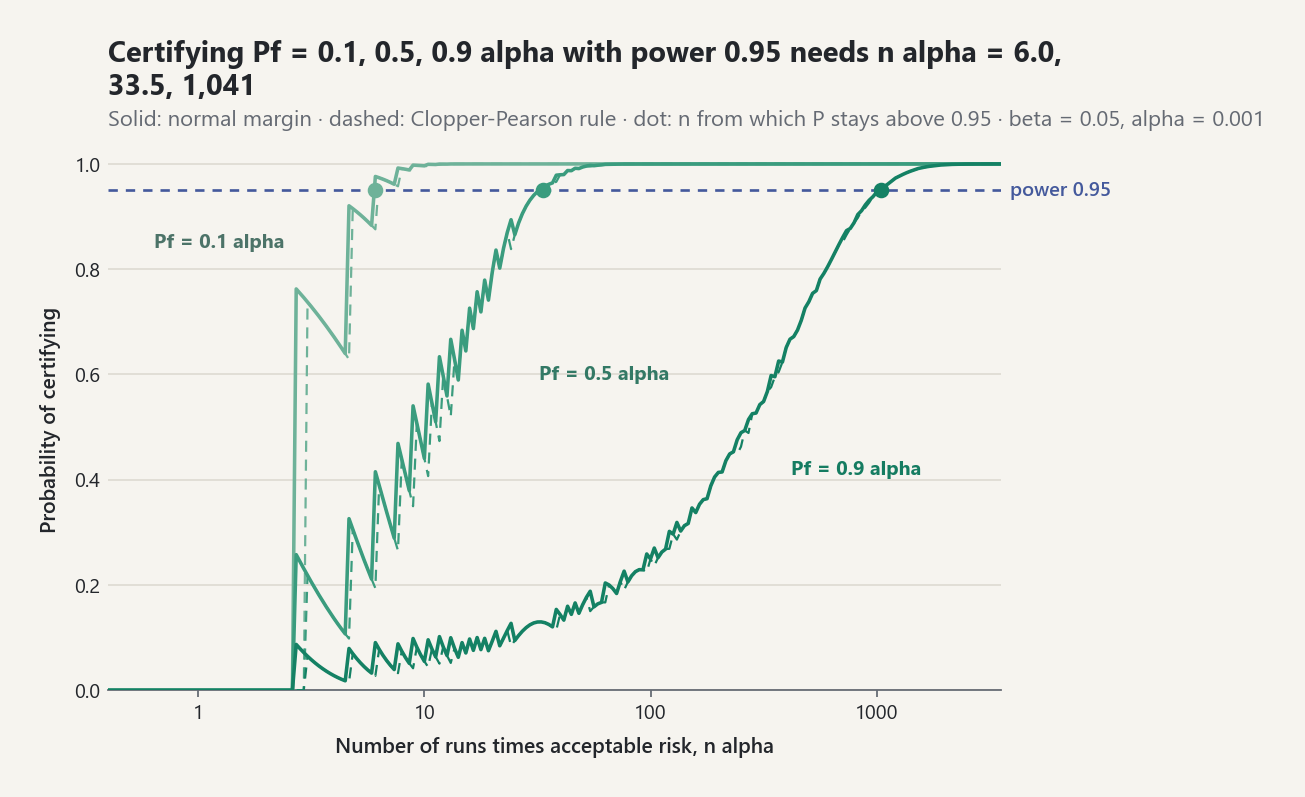 Certifying Pf = 0.1, 0.5, 0.9 alpha with power 0.95 needs n alpha = 6.0,
33.5, 1,041
Solid: normal margin · dashed: Clopper-Pearson rule · dot: n from which P stays above 0.95 · beta = 0.05, alpha = 0.001
1.0
power 0.95
Pf = 0.1 alpha
0.8
Pf = 0.5 alpha
0.6
Pf = 0.9 alpha
0.4
0.2
0.0
Probability of certifying
1
10
100
1000
Number of runs times acceptable risk, n alpha